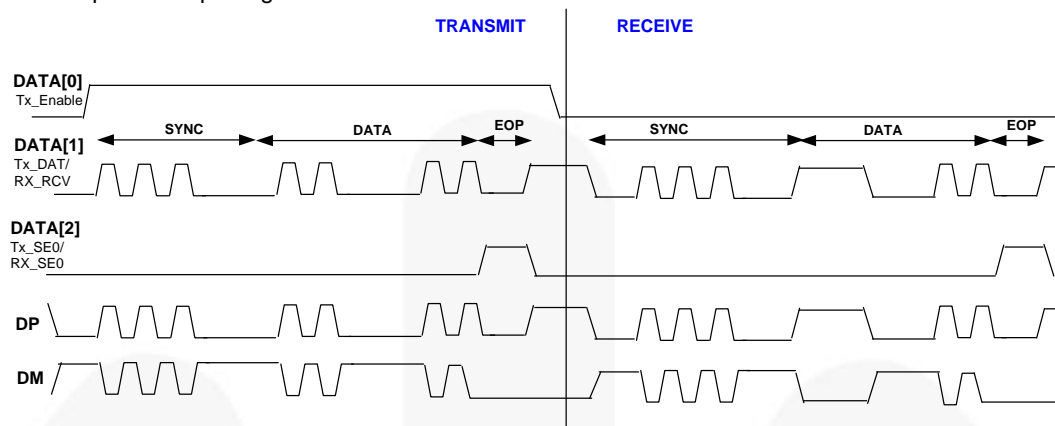 TRANSMIT
RECEIVE
DATA[0]
Tx_Enable
SYNC
DATA
EOP
SYNC
DATA
EOP
DATA[1]
Tx_DAT/
RX_RCV
DATA[2]
Tx_SE0/
RX_SE0
DP
DM